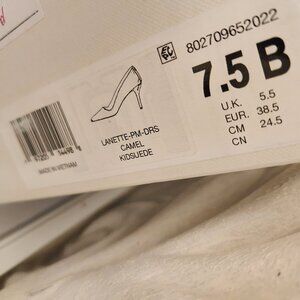 802709652022
7.5 B
U.K. 5.5
EUR. 38.5
CM 24.5
CN
LANETTE-PM-DRS
CAMEL
KIDSUEDE
MADE IN VIETNAM